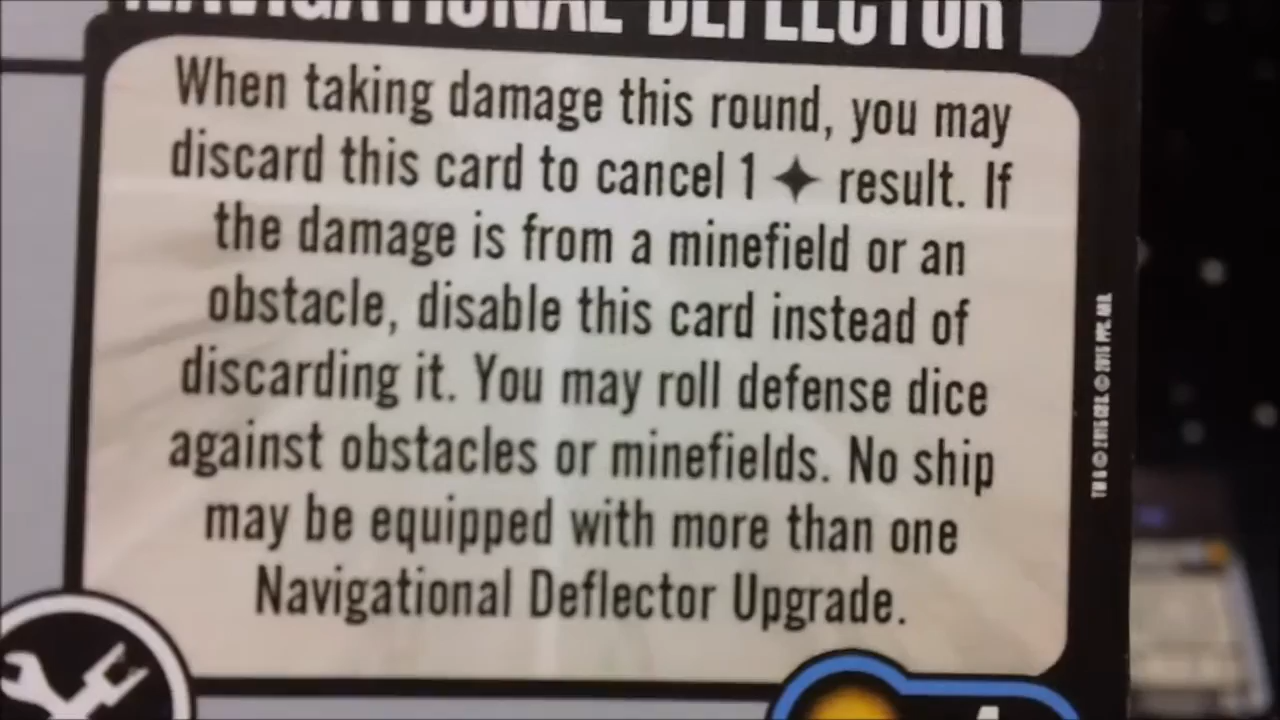 NAVIGATIONAL DEFLECTOR
When taking damage this round, you may
discard this card to cancel 1 ✦ result. If
the damage is from a minefield or an
obstacle, disable this card instead of
discarding it. You may roll defense dice
against obstacles or minefields. No ship
may be equipped with more than one
Navigational Deflector Upgrade.